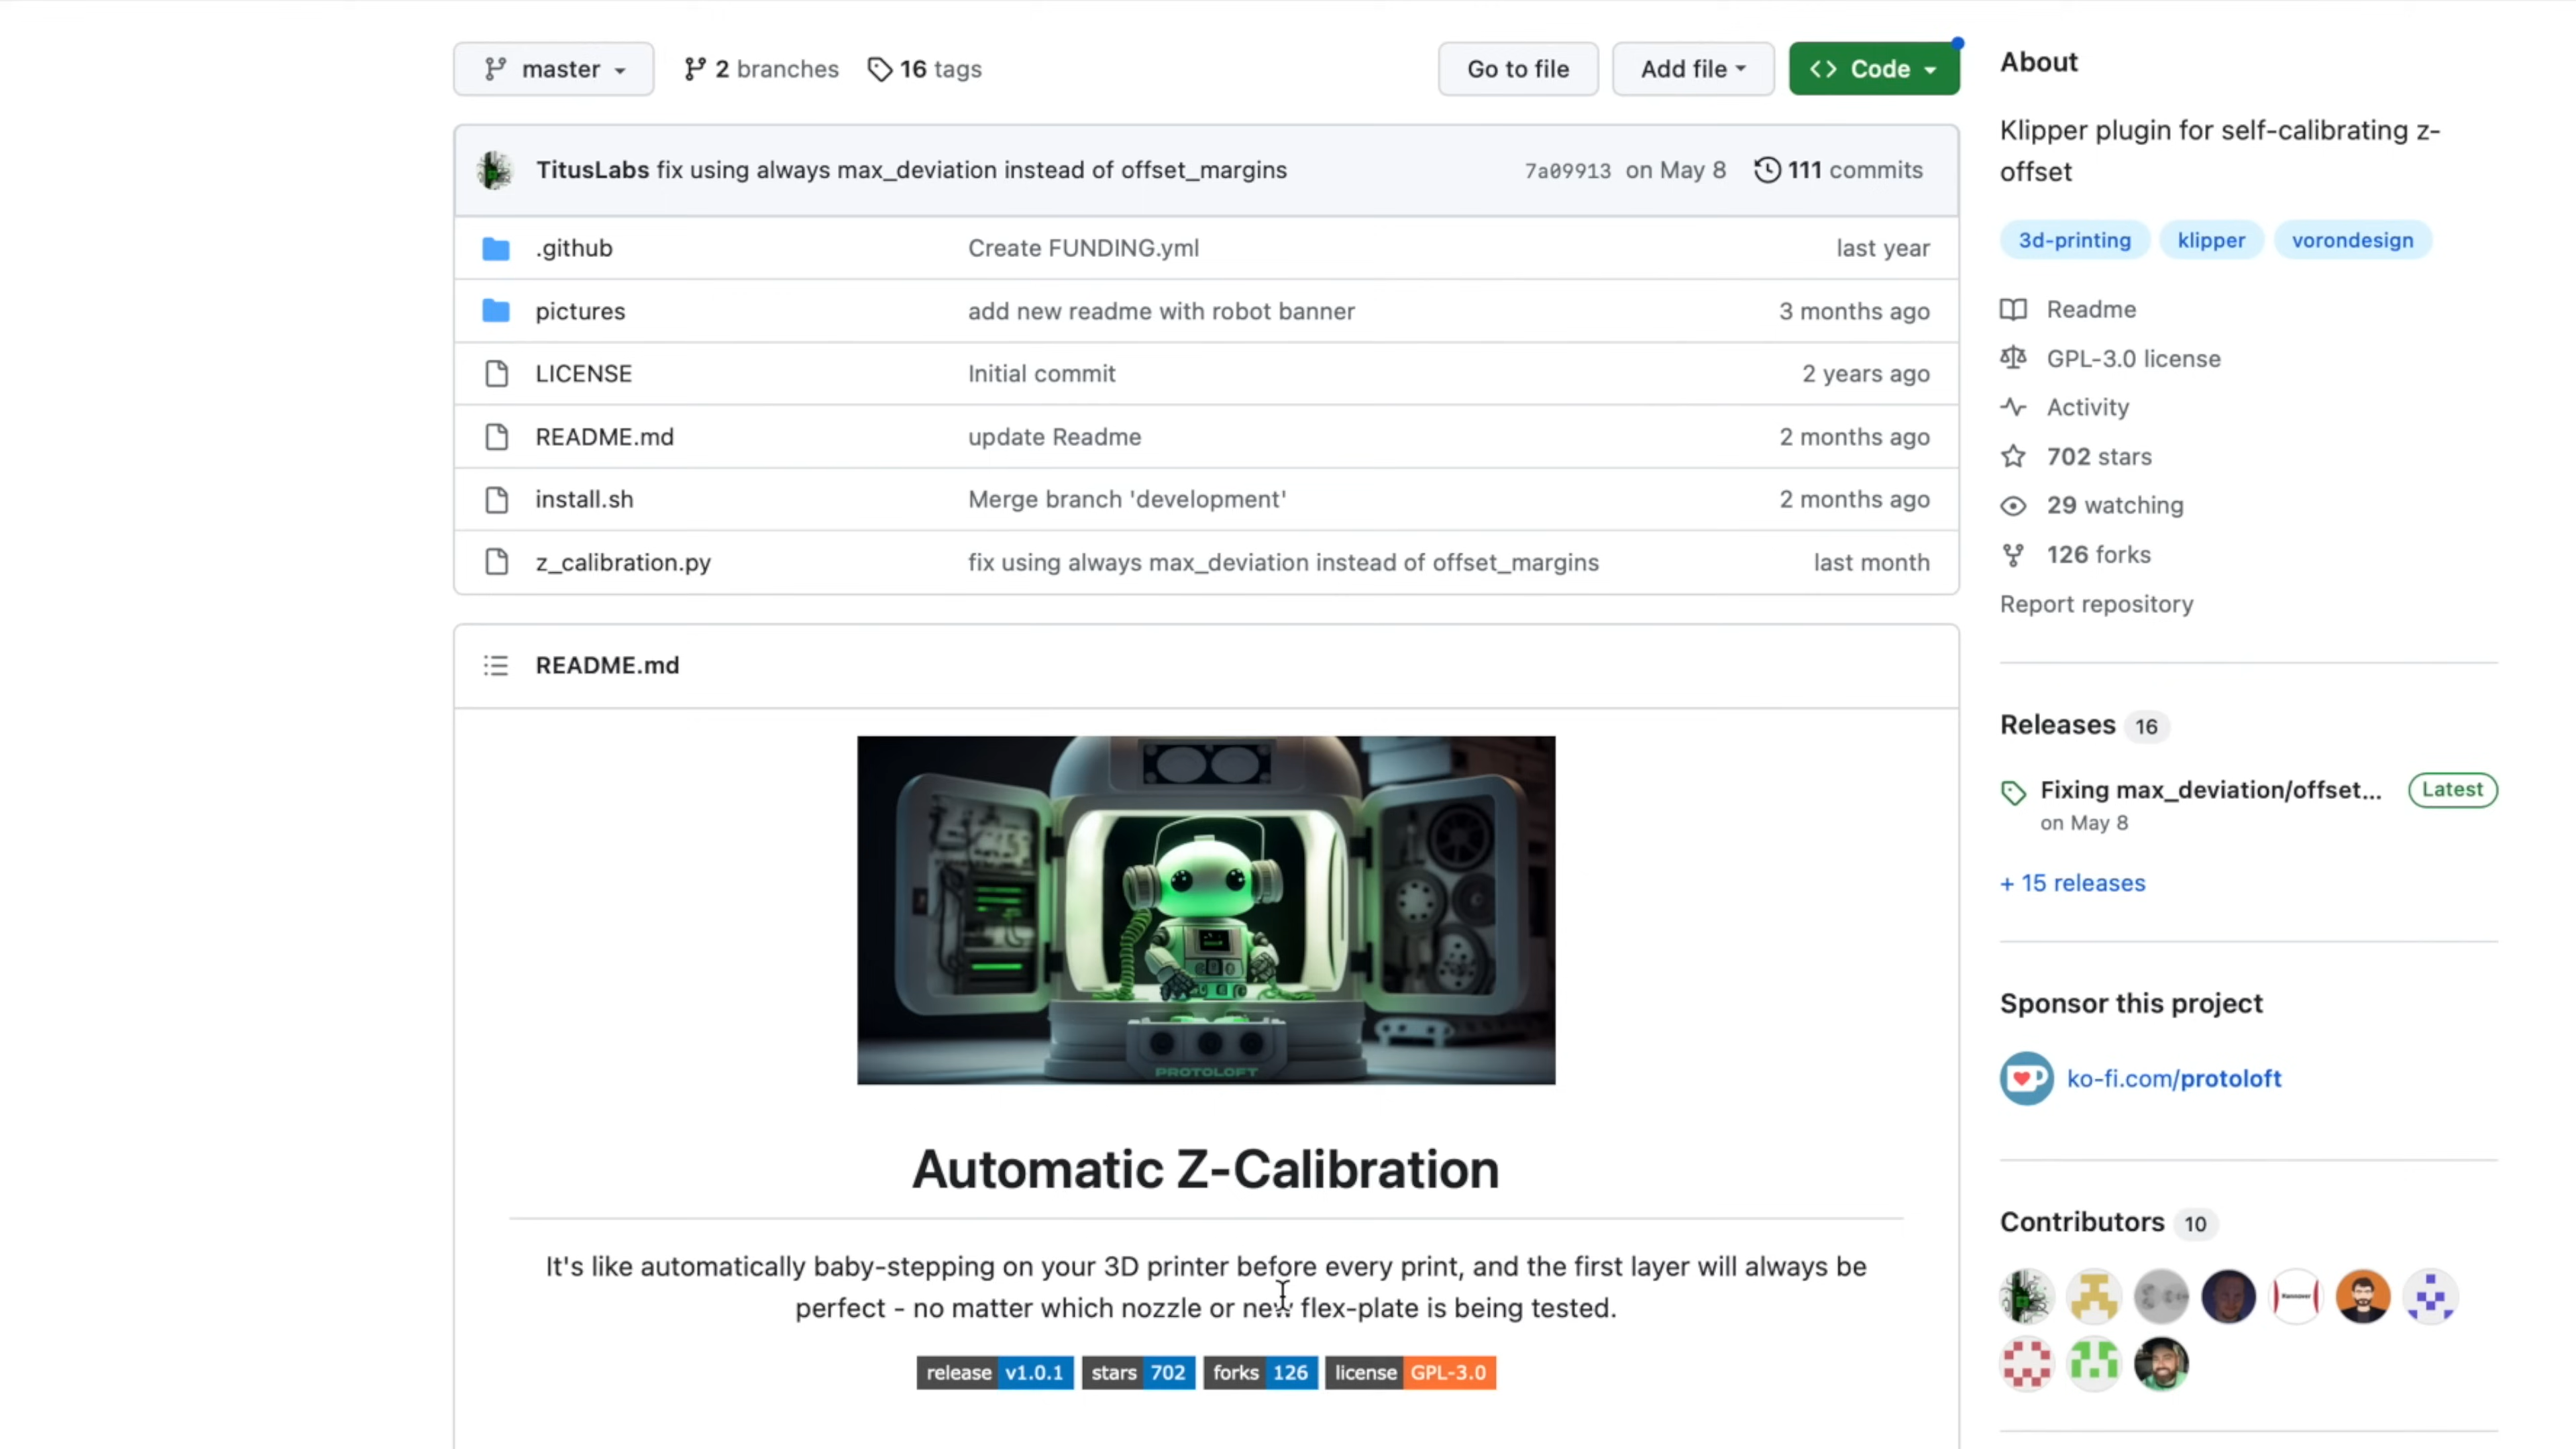 master
2 branches
16 tags
Go to file
Add file
Code
TitusLabs fix using always max_deviation instead of offset_margins
7a09913 on May 8
111 commits
.github
Create FUNDING.yml
last year
pictures
add new readme with robot banner
3 months ago
LICENSE
Initial commit
2 years ago
README.md
update Readme
2 months ago
install.sh
Merge branch 'development'
2 months ago
z_calibration.py
fix using always max_deviation instead of offset_margins
last month
README.md
PROTOLOFT
Automatic Z-Calibration
It's like automatically baby-stepping on your 3D printer before every print, and the first layer will always be
perfect - no matter which nozzle or new flex-plate is being tested.
release v1.0.1
stars 702
forks 126
license GPL-3.0
About
Klipper plugin for self-calibrating z-
offset
3d-printing
klipper
vorondesign
Readme
GPL-3.0 license
Activity
702 stars
29 watching
126 forks
Report repository
Releases 16
Fixing max_deviation/offset...
Latest
on May 8
+ 15 releases
Sponsor this project
ko-fi.com/protoloft
Contributors 10
Hannover